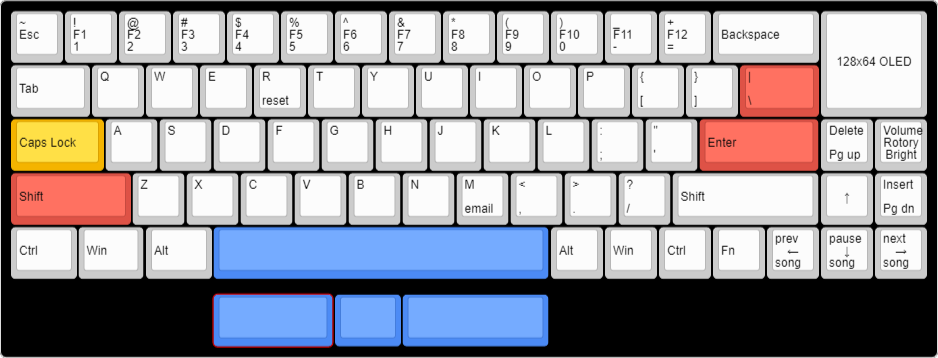 ~ ! @ # $ % ^ & * ( ) _ +
Esc F1 F2 F3 F4 F5 F6 F7 F8 F9 F10 F11 F12 Backspace
1 2 3 4 5 6 7 8 9 0 - =
128x64 OLED
Q W E R T Y U I O P { } |
Tab
reset [ ] \
A S D F G H J K L : " Delete Volume
Caps Lock Enter Rotory
; ' Pg up Bright
Z X C V B N M < > ? Insert
Shift Shift ↑
email , . / Pg dn
prev pause next
Ctrl Win Alt Alt Win Ctrl Fn ← ↓ →
song song song